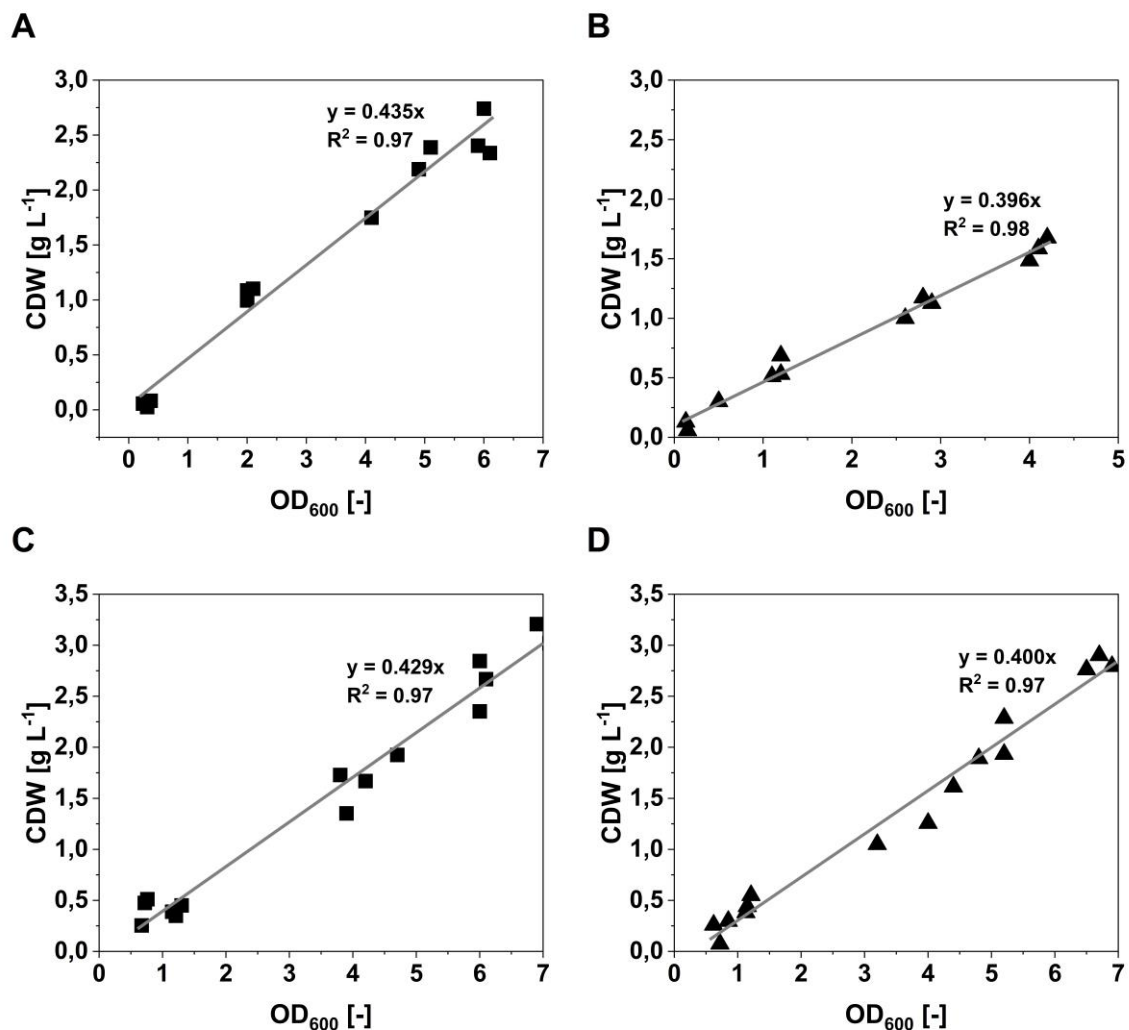 A
3,0
2,5
2,0
1,5
1,0
0,5
0,0
CDW [g L⁻¹]
y = 0.435x
R² = 0.97
0 1 2 3 4 5 6 7
OD₆₀₀ [-]
B
3,0
2,5
2,0
1,5
1,0
0,5
0,0
CDW [g L⁻¹]
y = 0.396x
R² = 0.98
0 1 2 3 4 5
OD₆₀₀ [-]
C
3,5
3,0
2,5
2,0
1,5
1,0
0,5
0,0
CDW [g L⁻¹]
y = 0.429x
R² = 0.97
0 1 2 3 4 5 6 7
OD₆₀₀ [-]
D
3,5
3,0
2,5
2,0
1,5
1,0
0,5
0,0
CDW [g L⁻¹]
y = 0.400x
R² = 0.97
0 1 2 3 4 5 6 7
OD₆₀₀ [-]